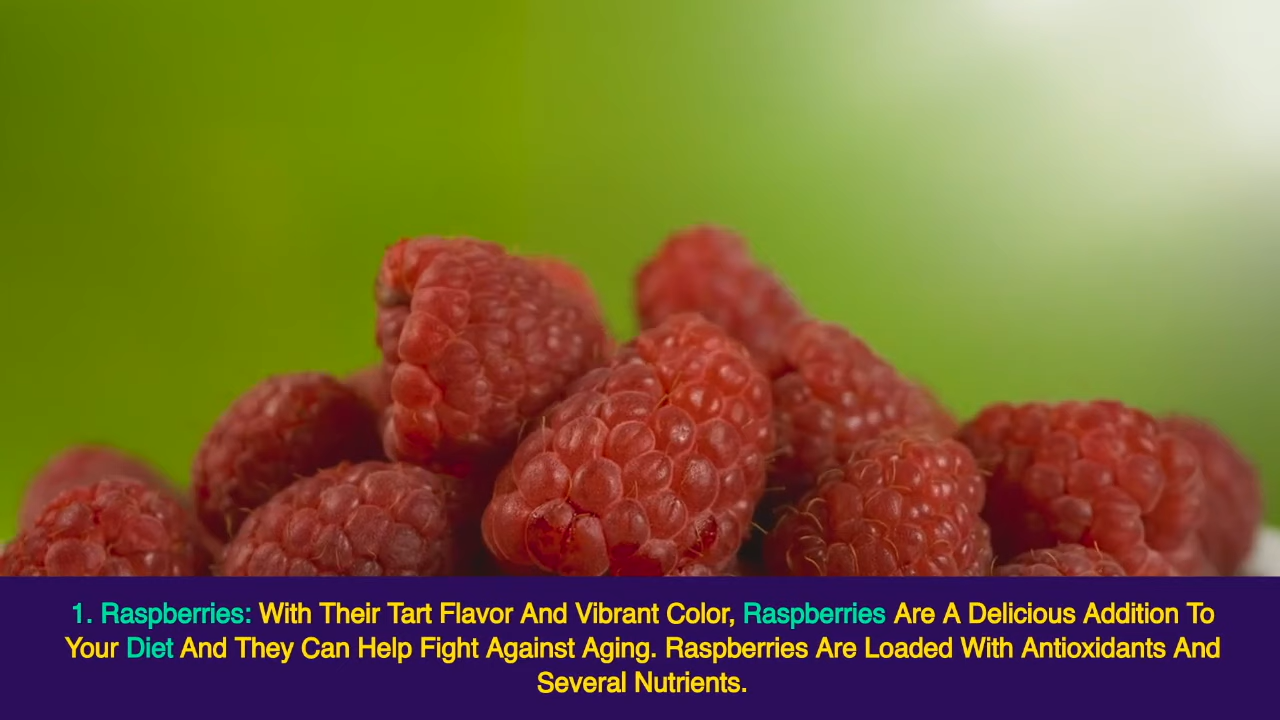 1. Raspberries: With Their Tart Flavor And Vibrant Color, Raspberries Are A Delicious Addition To
Your Diet And They Can Help Fight Against Aging. Raspberries Are Loaded With Antioxidants And
Several Nutrients.